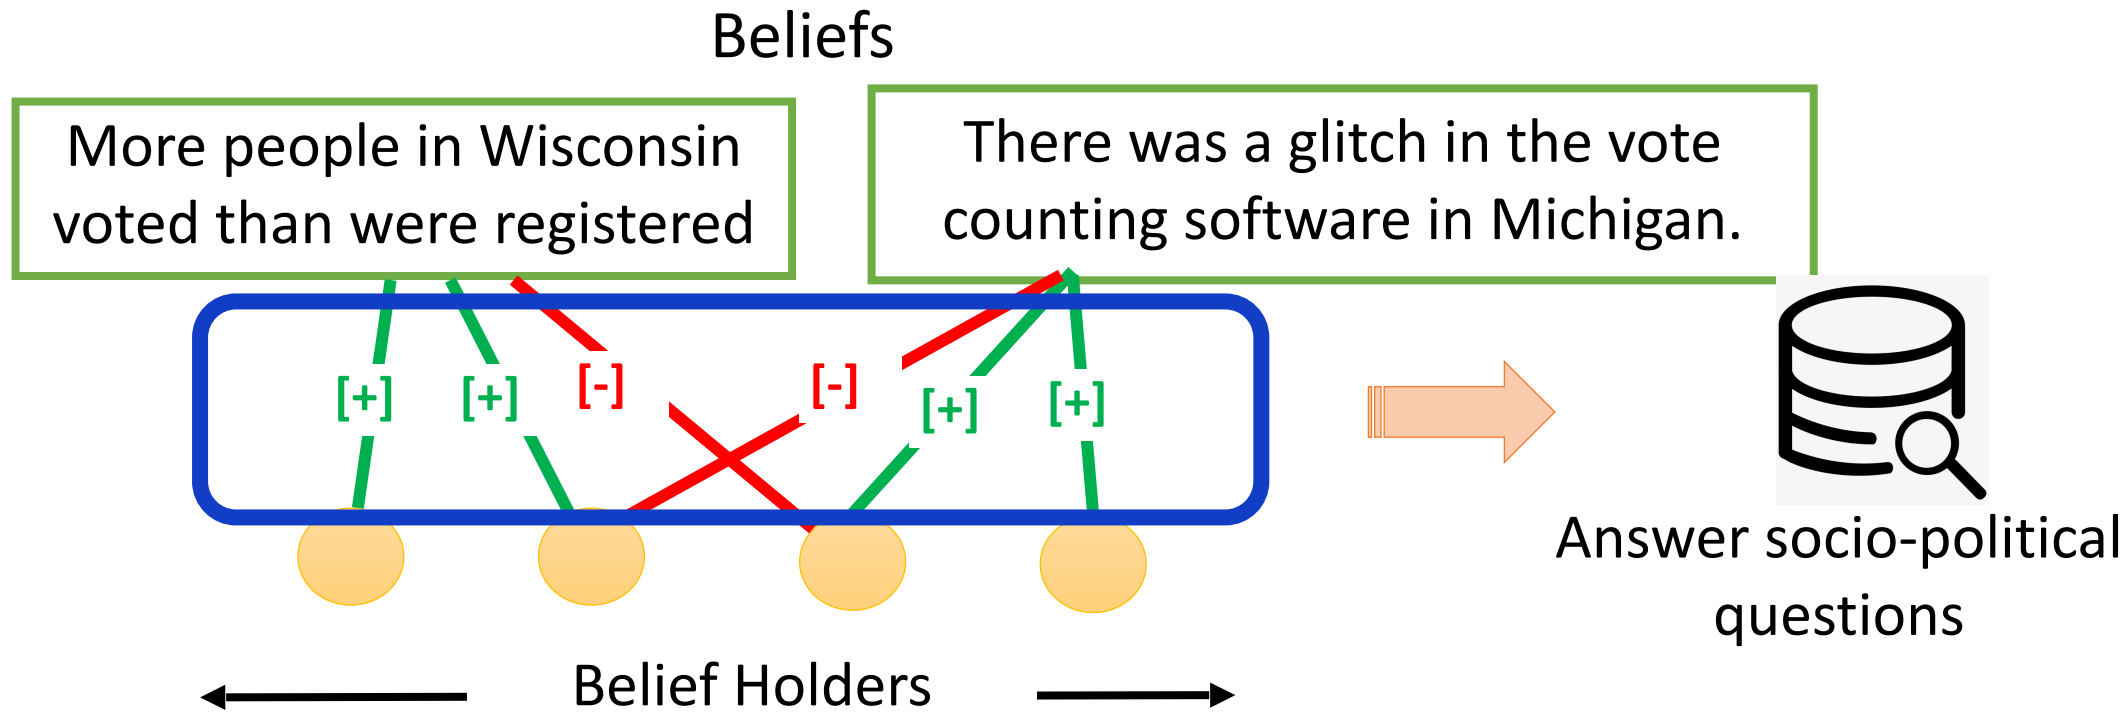 Beliefs
More people in Wisconsin
voted than were registered
There was a glitch in the vote
counting software in Michigan.
[+] [+] [-] [-] [+] [+]
Answer socio-political
questions
Belief Holders